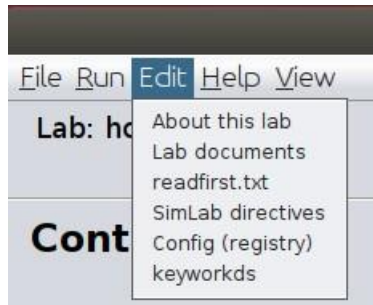 File Run Edit Help View
Lab: ho
About this lab
Lab documents
readfirst.txt
SimLab directives
Cont
Config (registry)
keyworkds